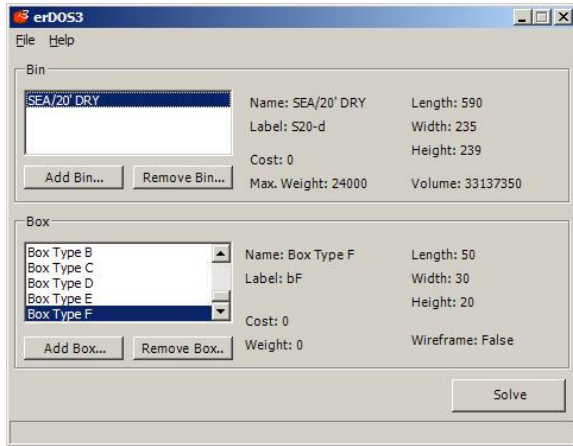 erDOS3
File Help
Bin
SEA/20' DRY
Add Bin... Remove Bin...
Name: SEA/20' DRY Length: 590
Label: S20-d Width: 235
Height: 239
Cost: 0
Max. Weight: 24000 Volume: 33137350
Box
Box Type B
Box Type C
Box Type D
Box Type E
Box Type F
Add Box... Remove Box..
Name: Box Type F Length: 50
Label: bF Width: 30
Height: 20
Cost: 0
Weight: 0 Wireframe: False
Solve